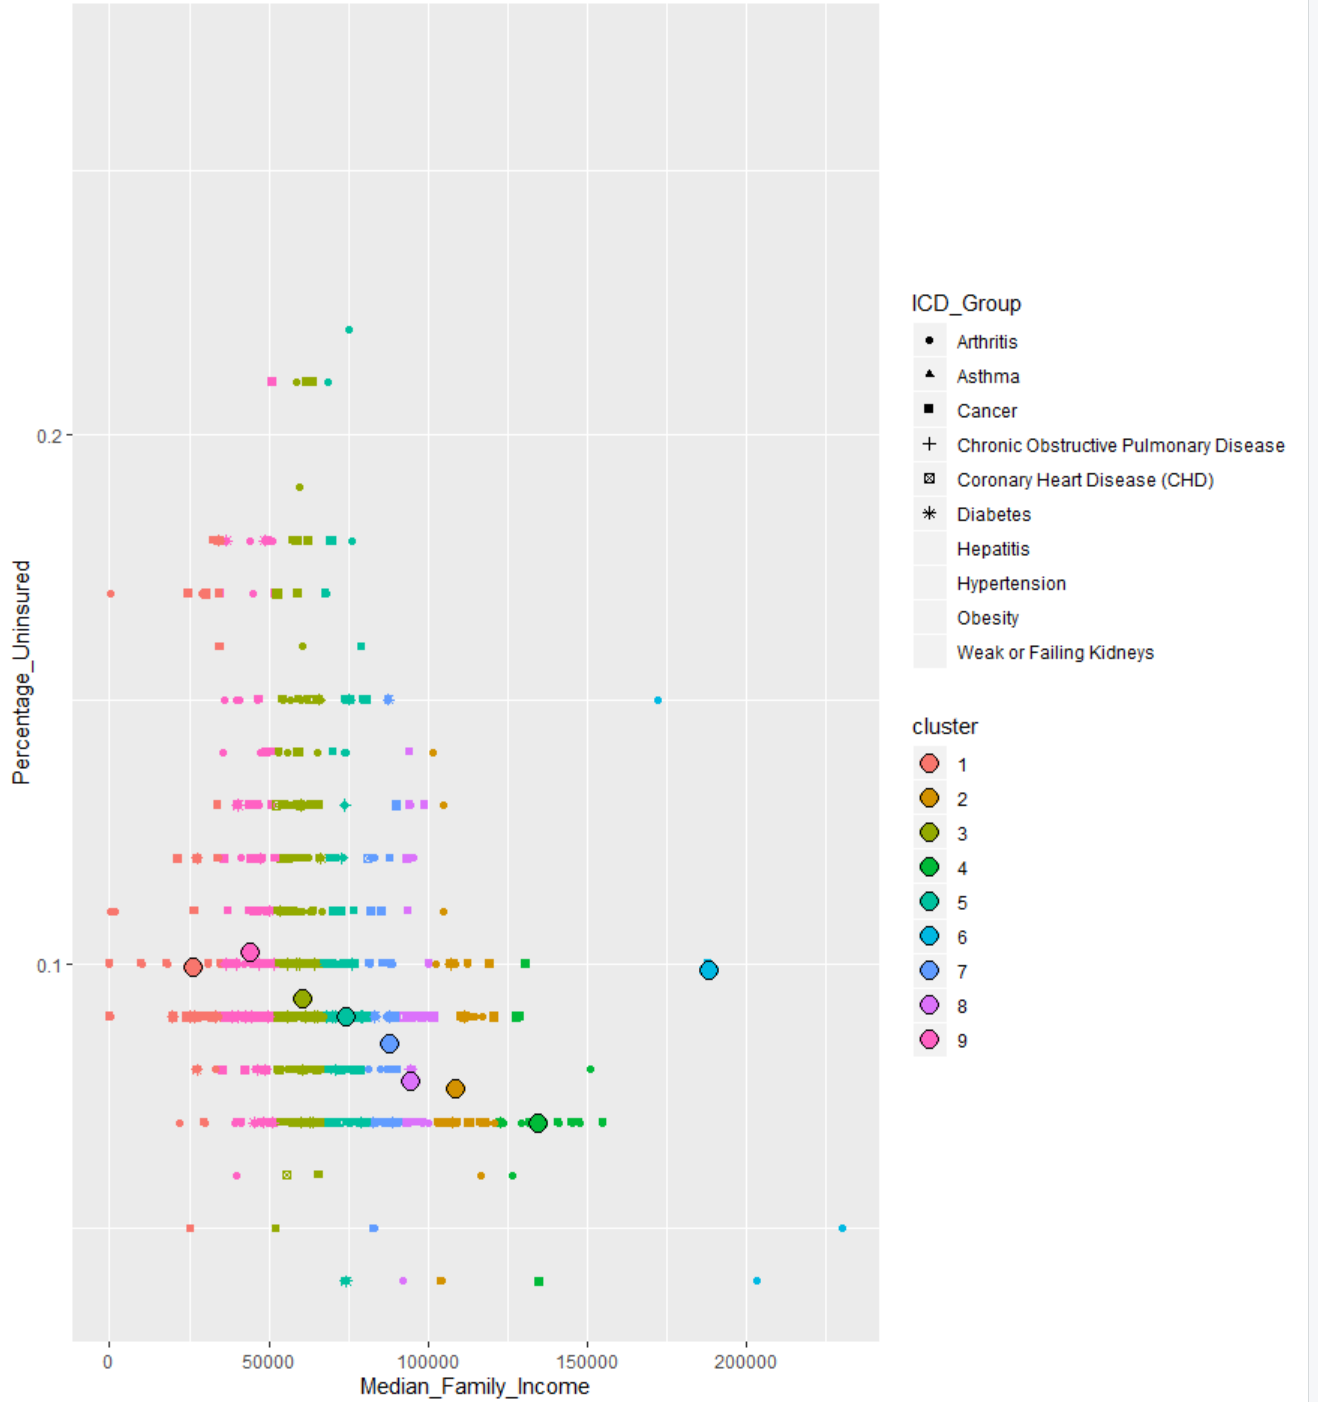 Percentage_Uninsured
0.2
0.1
0
50000
100000
150000
200000
Median_Family_Income
ICD_Group
Arthritis
Asthma
Cancer
Chronic Obstructive Pulmonary Disease
Coronary Heart Disease (CHD)
Diabetes
Hepatitis
Hypertension
Obesity
Weak or Failing Kidneys
cluster
1
2
3
4
5
6
7
8
9